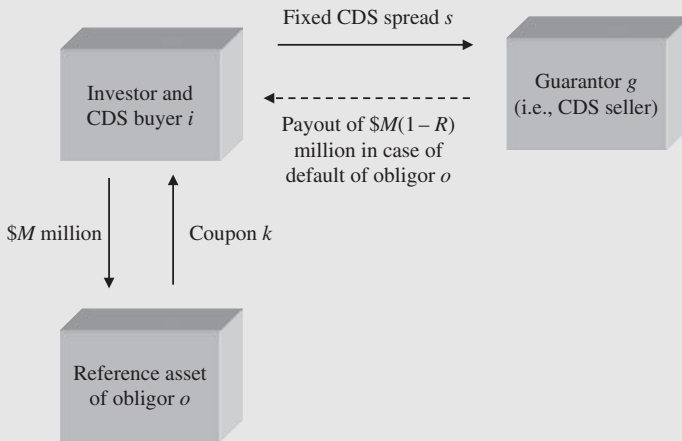 Fixed CDS spread s
Investor and
CDS buyer i
Guarantor g
(i.e., CDS seller)
Payout of $M(1 – R)
million in case of
default of obligor o
$M million
Coupon k
Reference asset
of obligor o